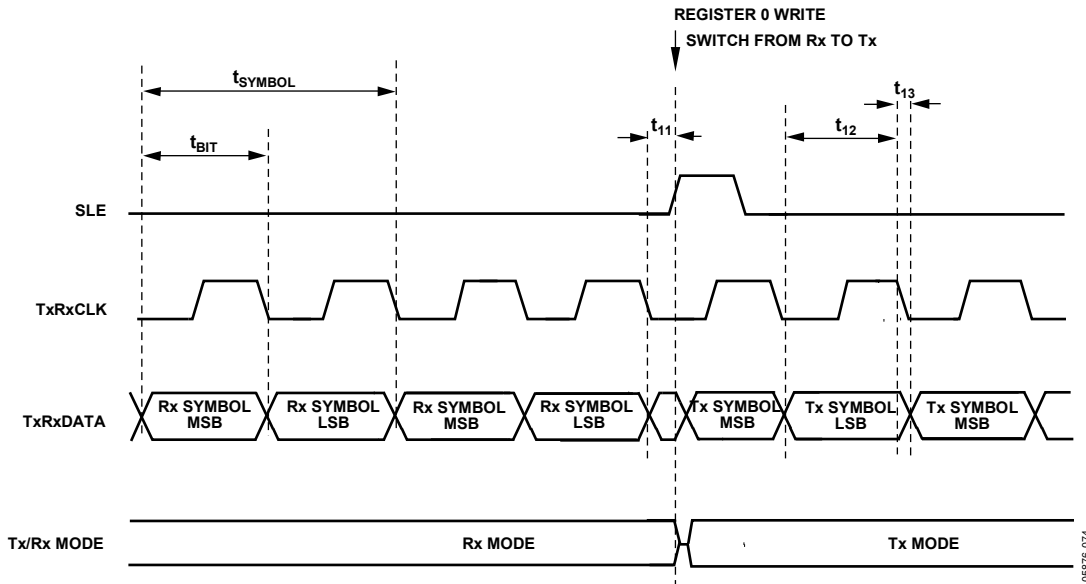 REGISTER 0 WRITE
SWITCH FROM Rx TO Tx
tSYMBOL
t13
t11
t12
tBIT
SLE
TxRxCLK
TxRxDATA
Rx SYMBOL
MSB
Rx SYMBOL
LSB
Rx SYMBOL
MSB
Rx SYMBOL
LSB
Tx SYMBOL
MSB
Tx SYMBOL
LSB
Tx SYMBOL
MSB
Tx/Rx MODE
Rx MODE
Tx MODE
05876-074